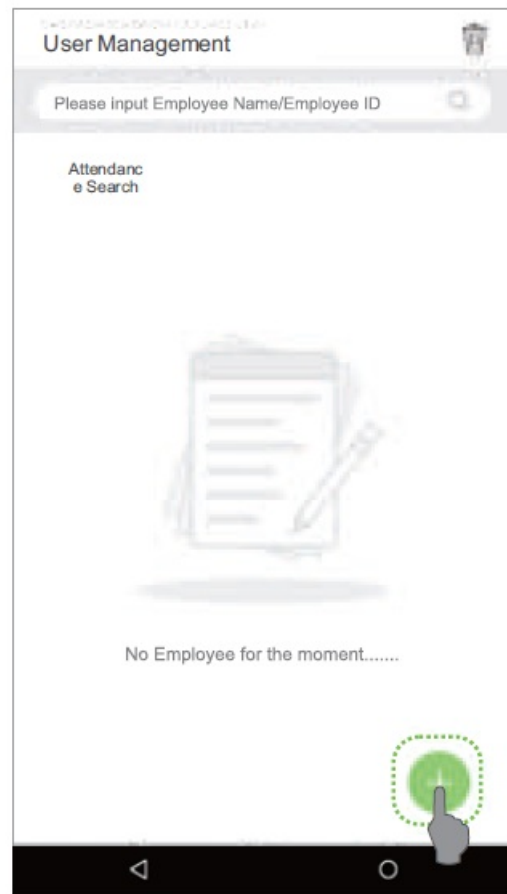 User Management
Please input Employee Name/Employee ID
Attendanc
e Search
No Employee for the moment.......